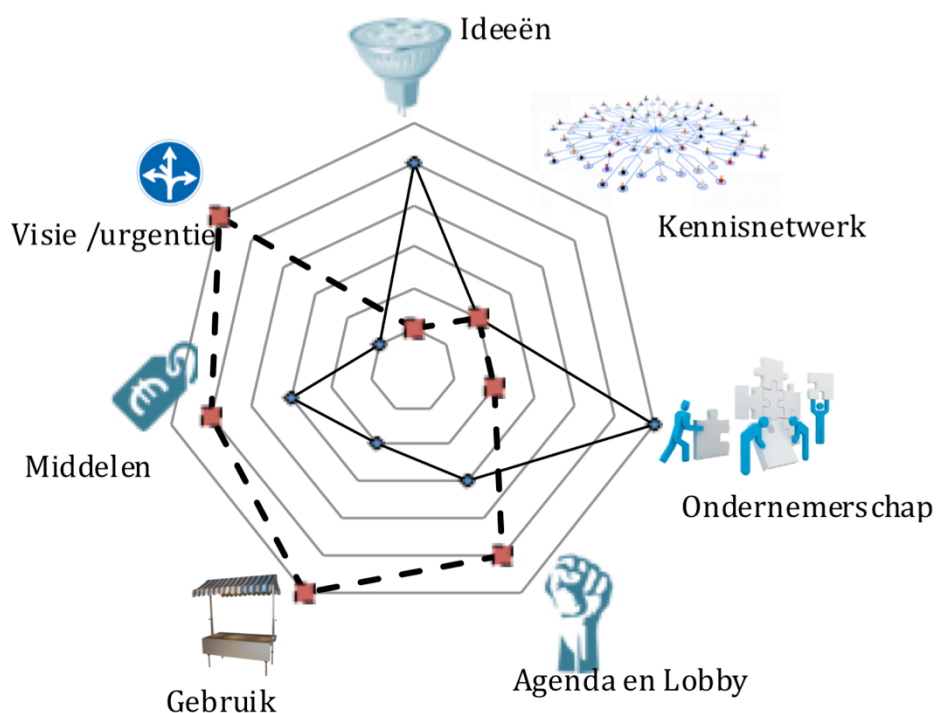 Ideeën
Kennisnetwerk
Visie /urgentie
Middelen
Ondernemerschap
Agenda en Lobby
Gebruik